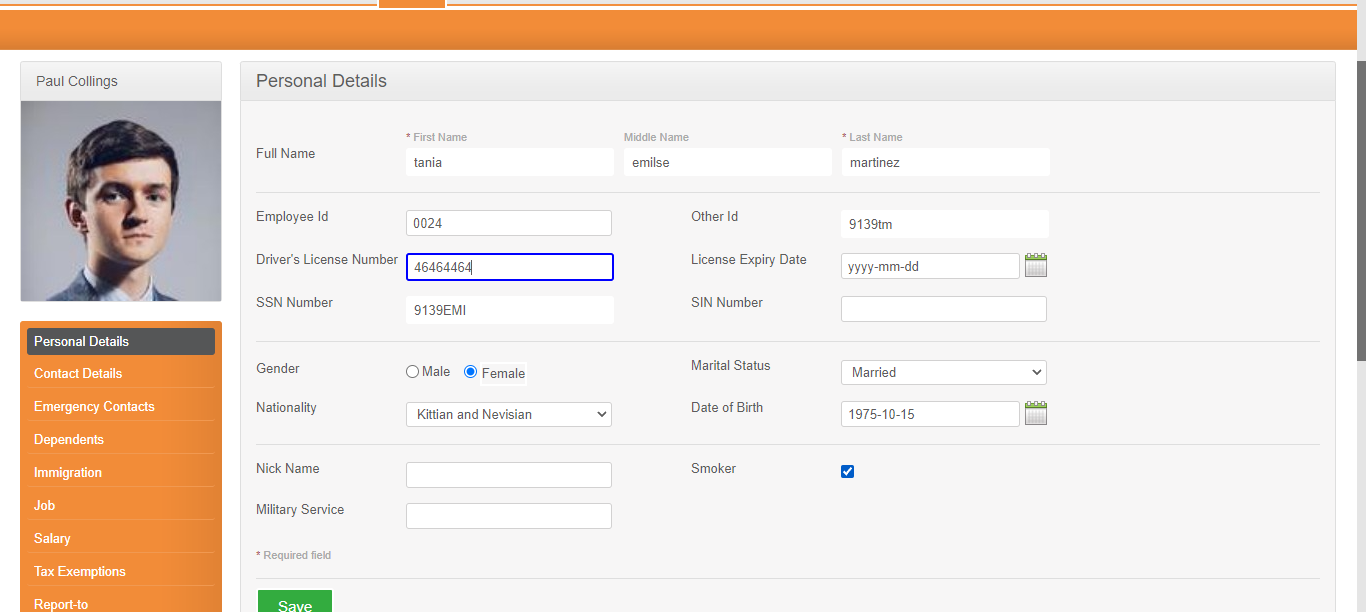 Paul Collings
Personal Details
* First Name Middle Name * Last Name
Full Name tania emilse martinez
Employee Id 0024 Other Id 9139tm
Driver's License Number 46464464 License Expiry Date yyyy-mm-dd
SSN Number 9139EMI SIN Number
Gender Male Female Marital Status Married
Nationality Kittian and Nevisian Date of Birth 1975-10-15
Nick Name Smoker
Military Service
* Required field
Save
Personal Details
Contact Details
Emergency Contacts
Dependents
Immigration
Job
Salary
Tax Exemptions
Report-to